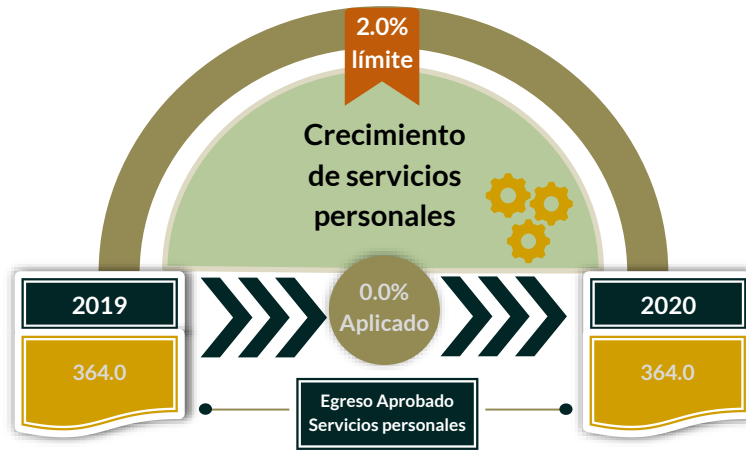 2.0%
límite
Crecimiento
de servicios
personales
2019
0.0%
Aplicado
2020
364.0
364.0
Egreso Aprobado
Servicios personales